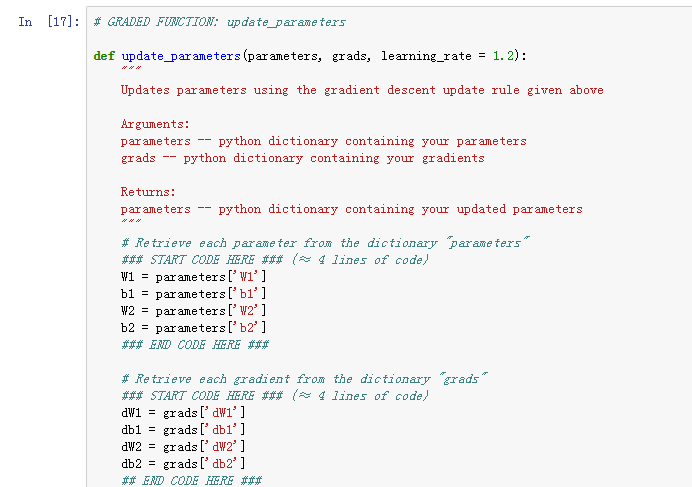 In [17]: # GRADED FUNCTION: update_parameters
def update_parameters(parameters, grads, learning_rate = 1.2):
"""
Updates parameters using the gradient descent update rule given above
Arguments:
parameters -- python dictionary containing your parameters
grads -- python dictionary containing your gradients
Returns:
parameters -- python dictionary containing your updated parameters
"""
# Retrieve each parameter from the dictionary "parameters"
### START CODE HERE ### (≈ 4 lines of code)
W1 = parameters['W1']
b1 = parameters['b1']
W2 = parameters['W2']
b2 = parameters['b2']
### END CODE HERE ###
# Retrieve each gradient from the dictionary "grads"
### START CODE HERE ### (≈ 4 lines of code)
dW1 = grads['dW1']
db1 = grads['db1']
dW2 = grads['dW2']
db2 = grads['db2']
## END CODE HERE ###